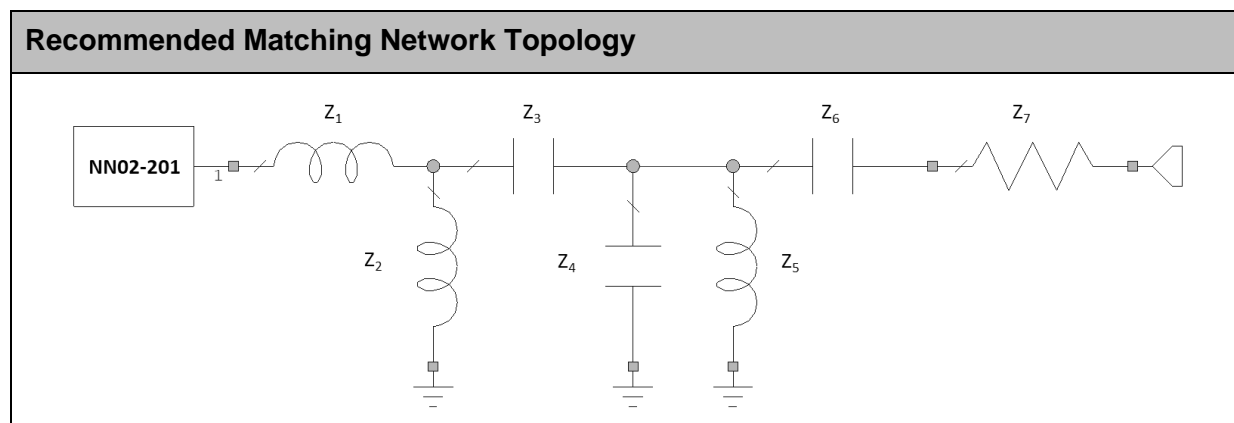 Recommended Matching Network Topology
Z₁
Z₃
Z₆
Z₇
NN02-201
1
Z₂
Z₄
Z₅